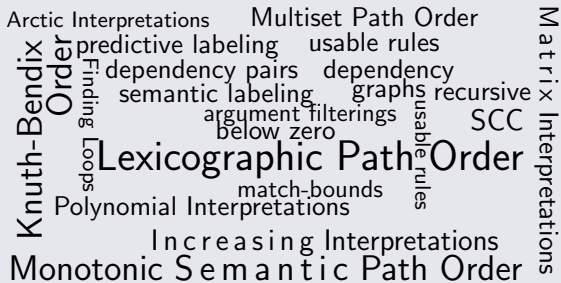 Arctic Interpretations
Multiset Path Order
Matrix Interpretations
Knuth-Bendix
Order
predictive labeling
usable rules
Finding Loops
dependency pairs
dependency
graphs
semantic labeling
recursive
argument filterings
SCC
below zero
usable rules
Lexicographic Path Order
match-bounds
Polynomial Interpretations
Increasing Interpretations
Monotonic Semantic Path Order